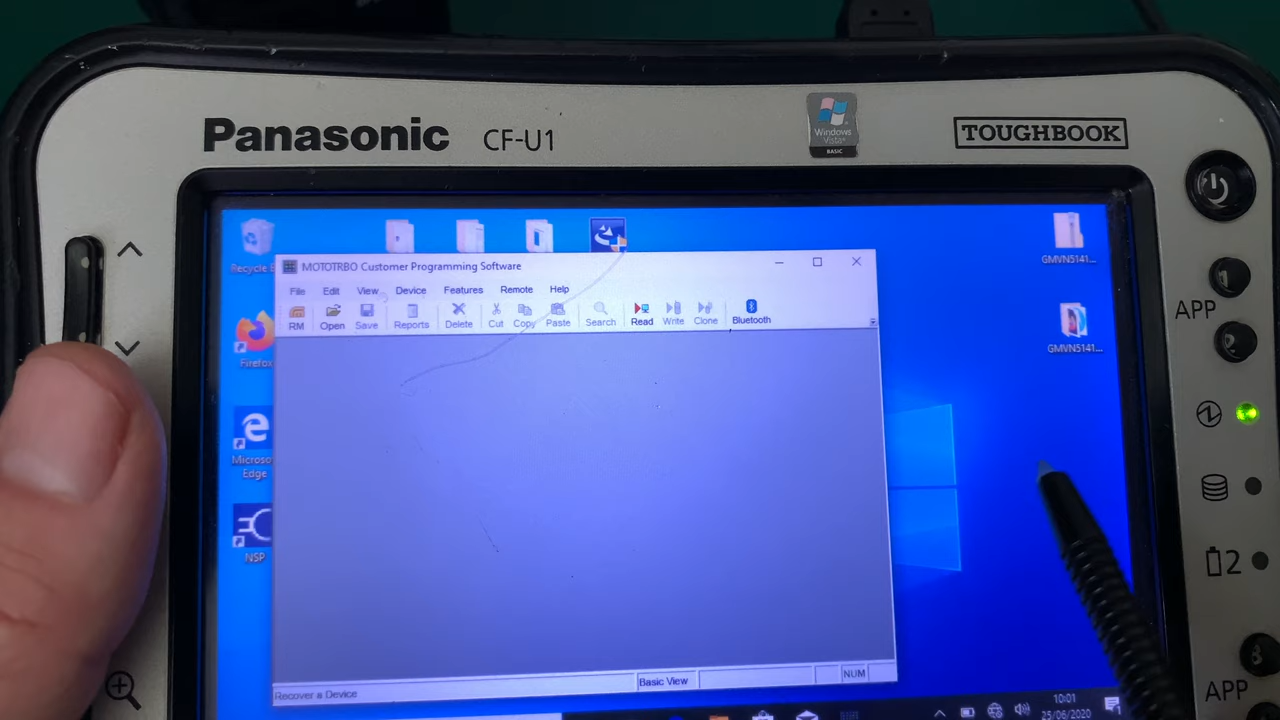 Panasonic CF-U1
Windows Vista
BASIC
TOUGHBOOK
APP
2
APP
Recycle
GMVN5141...
MOTOTRBO Customer Programming Software
File Edit View Device Features Remote Help
RM Open Save Reports Delete Cut Copy Paste Search Read Write Clone Bluetooth
Firefox
GMVN5141...
Microso
Edge
NSP
Recover a Device
Basic View
NUM
10:01
25/06/2020